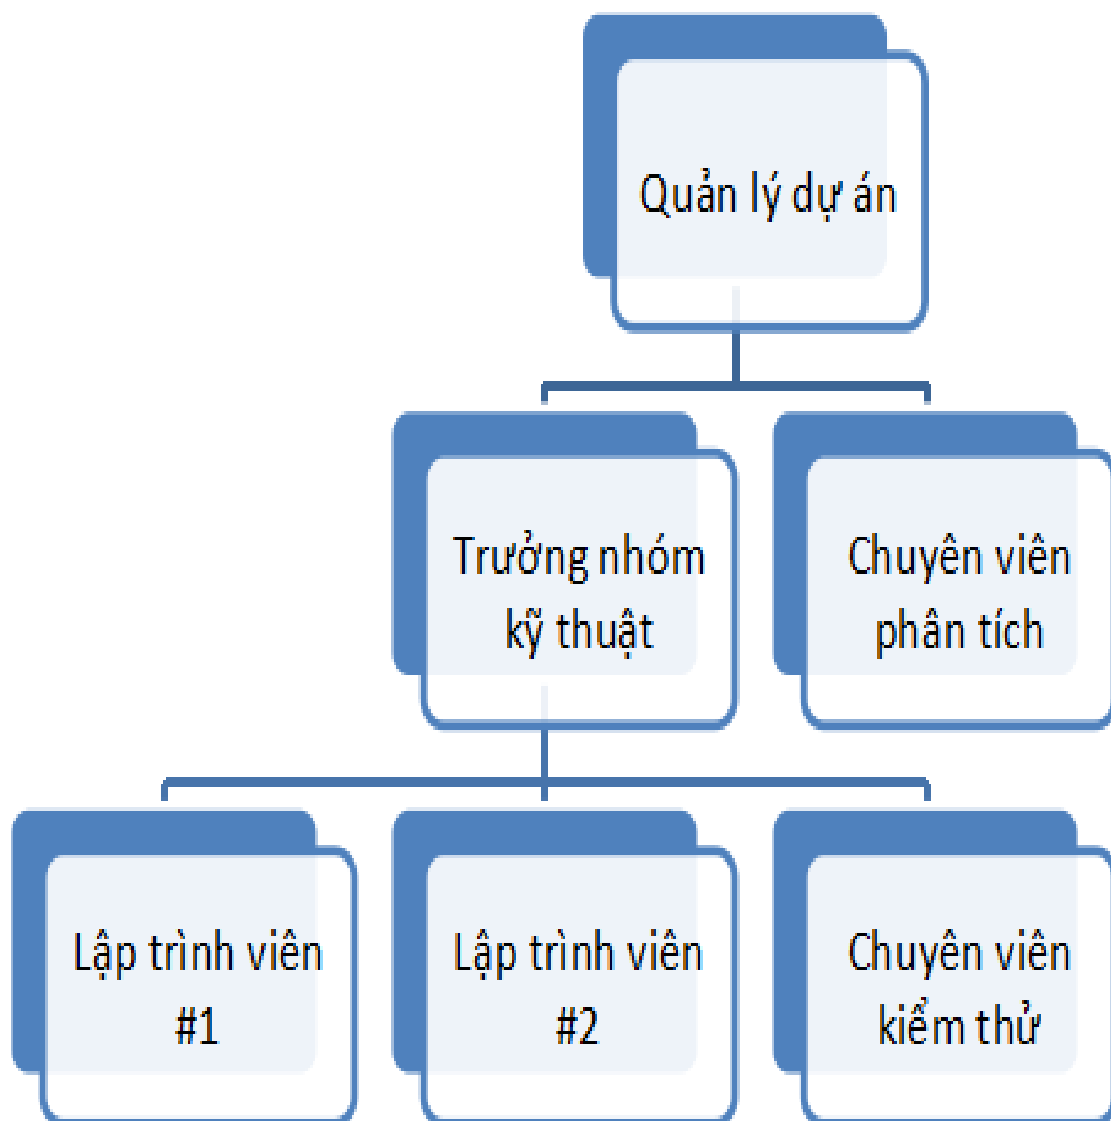 Quản lý dự án
Trưởng nhóm
kỹ thuật
Chuyên viên
phân tích
Lập trình viên
#1
Lập trình viên
#2
Chuyên viên
kiểm thử